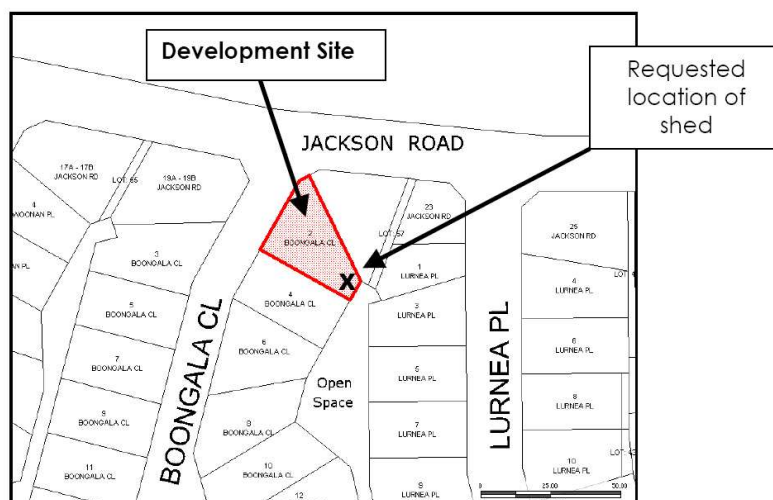 Development Site
Requested
location of
shed
JACKSON ROAD
17A - 17B
JACKSON RD
LOT: 65
19A - 19B
JACKSON RD
4
WOONAN PL
3
BOONGALA CL
5
BOONGALA CL
7
BOONGALA CL
9
BOONGALA CL
11
BOONGALA CL
BOONGALA CL
2
BOONGALA CL
X
4
BOONGALA CL
6
BOONGALA CL
8
BOONGALA CL
10
BOONGALA CL
12
Open
Space
23
JACKSON RD
LOT: 57
1
LURNEA PL
3
LURNEA PL
5
LURNEA PL
7
LURNEA PL
9
LURNEA PL
LURNEA PL
25
JACKSON RD
4
LURNEA PL
6
LURNEA PL
8
LURNEA PL
10
LURNEA PL
0
25.00
50.00